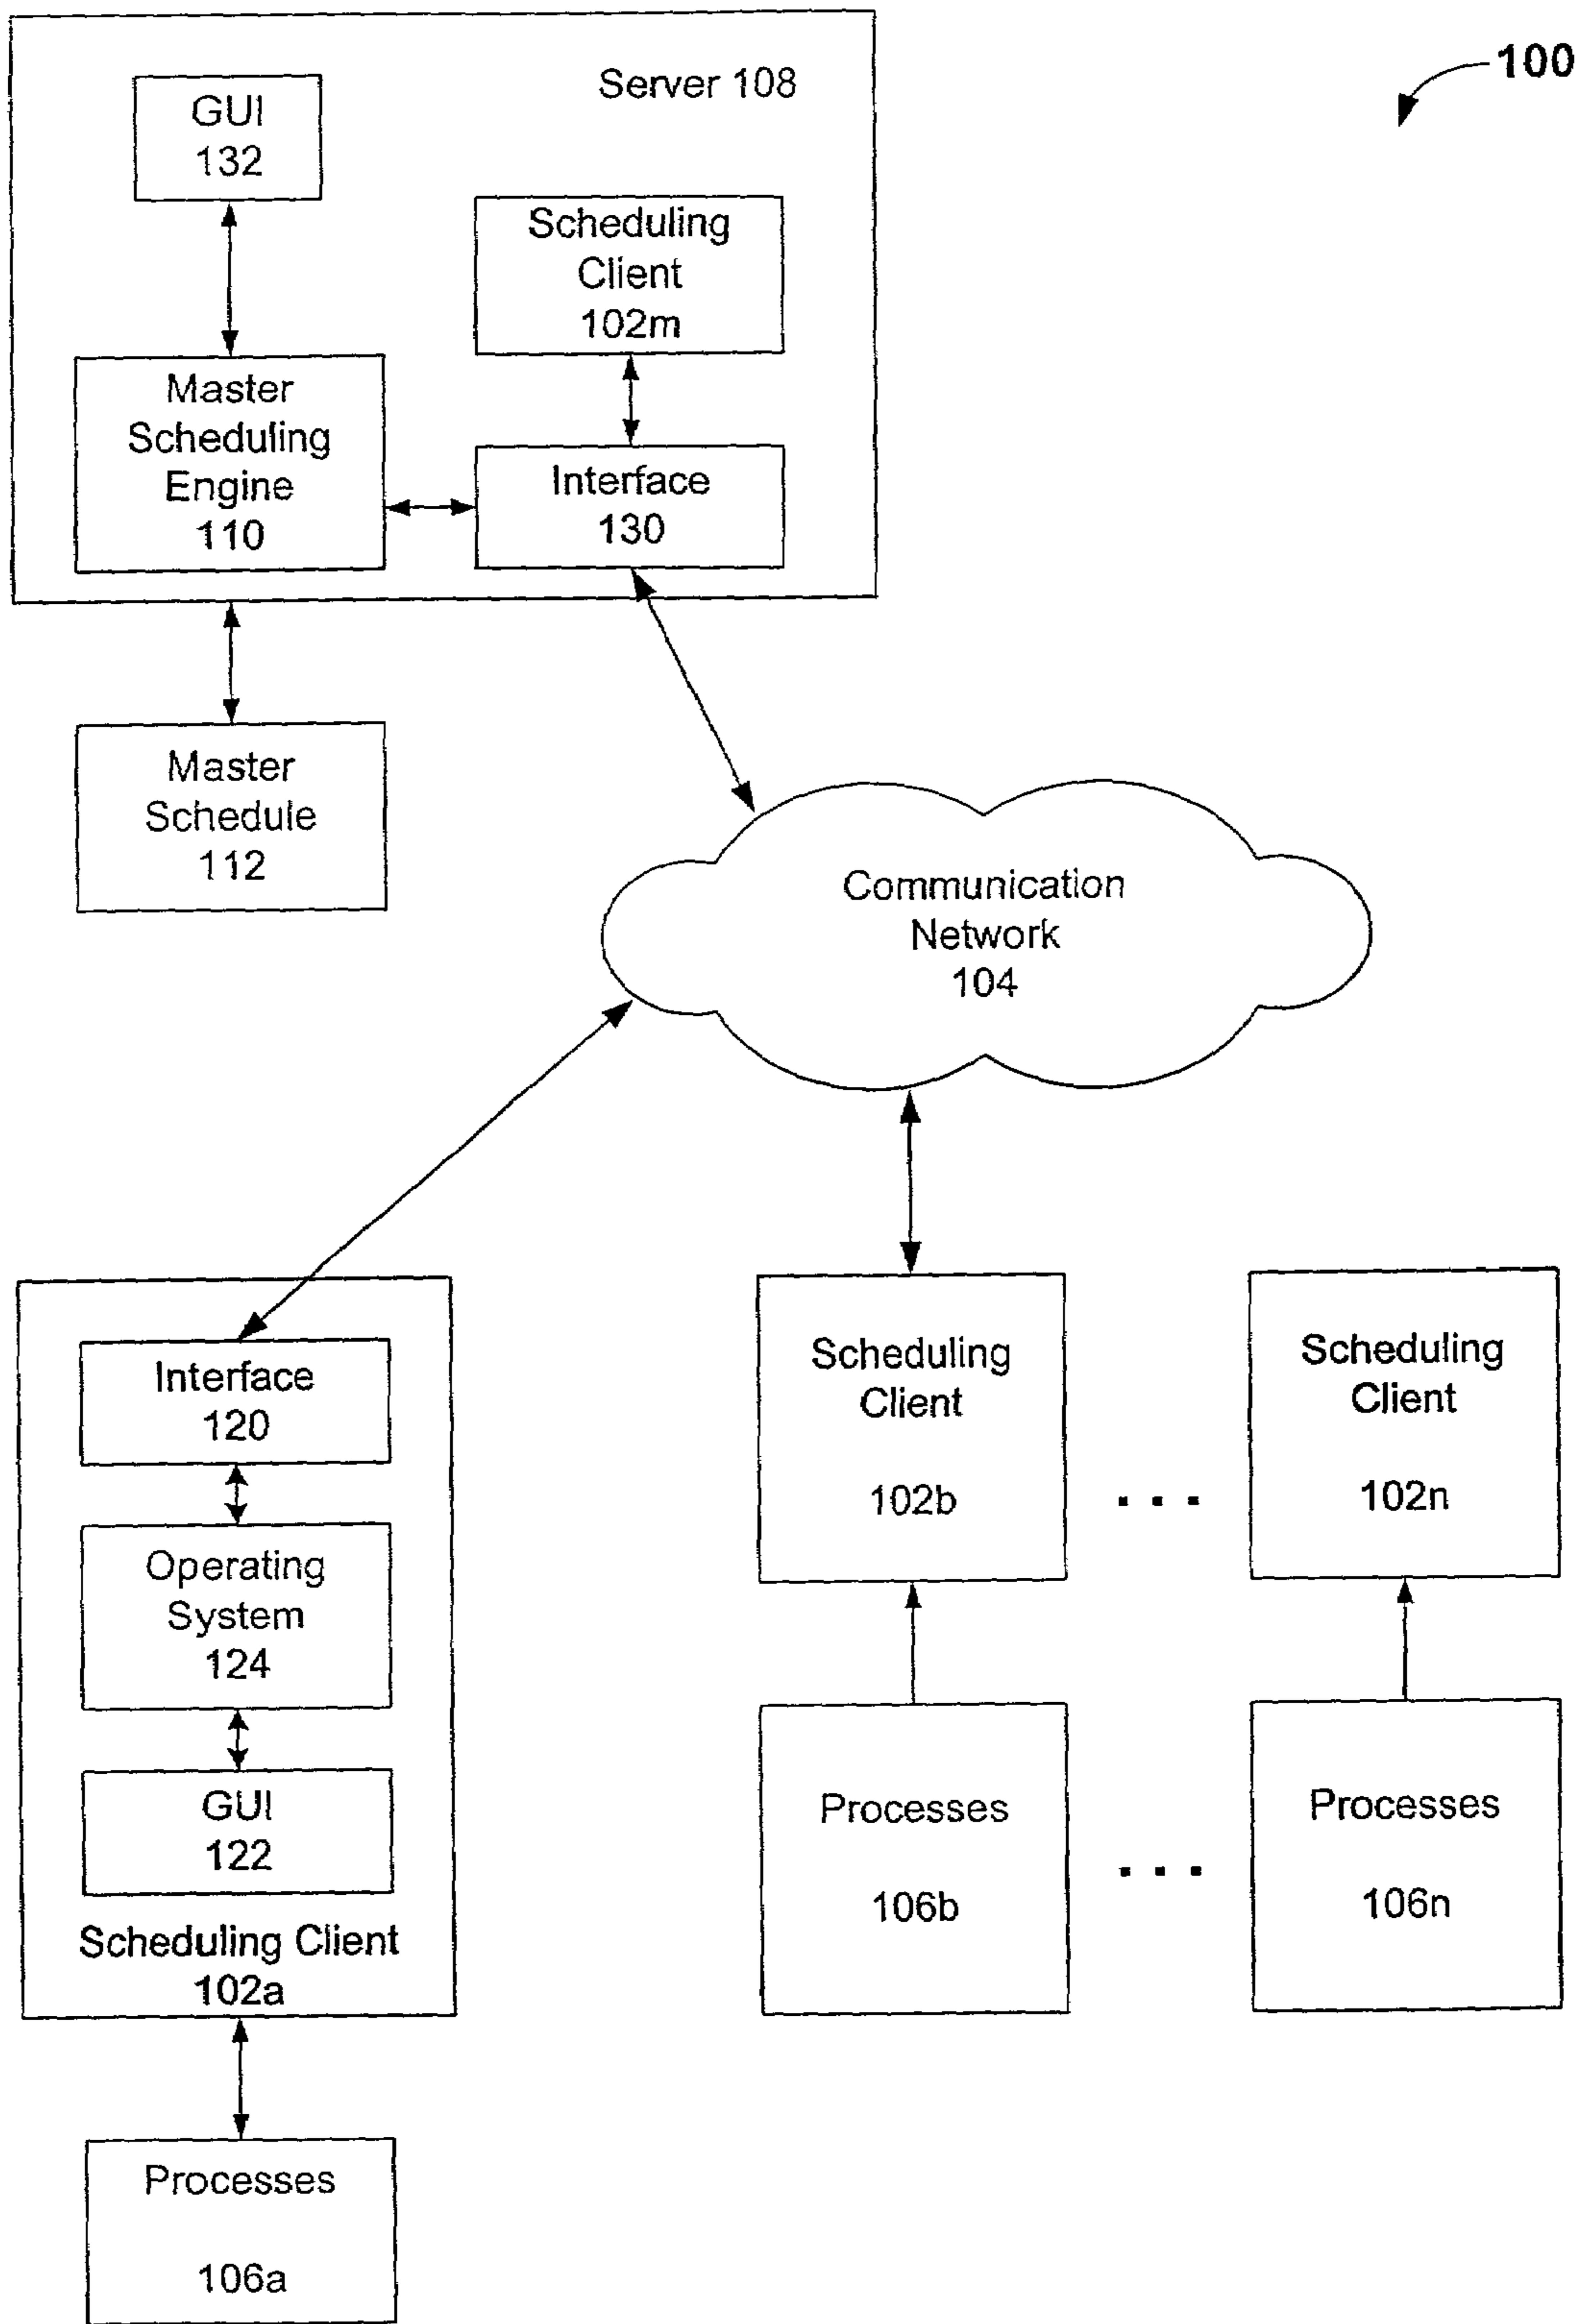 100
Server 108
GUI
132
Scheduling
Client
102m
Master
Scheduling
Engine
110
Interface
130
Master
Schedule
112
Communication
Network
104
Interface
120
Operating
System
124
GUI
122
Scheduling Client
102a
Scheduling
Client
102b
. . .
Scheduling
Client
102n
Processes
106b
. . .
Processes
106n
Processes
106a